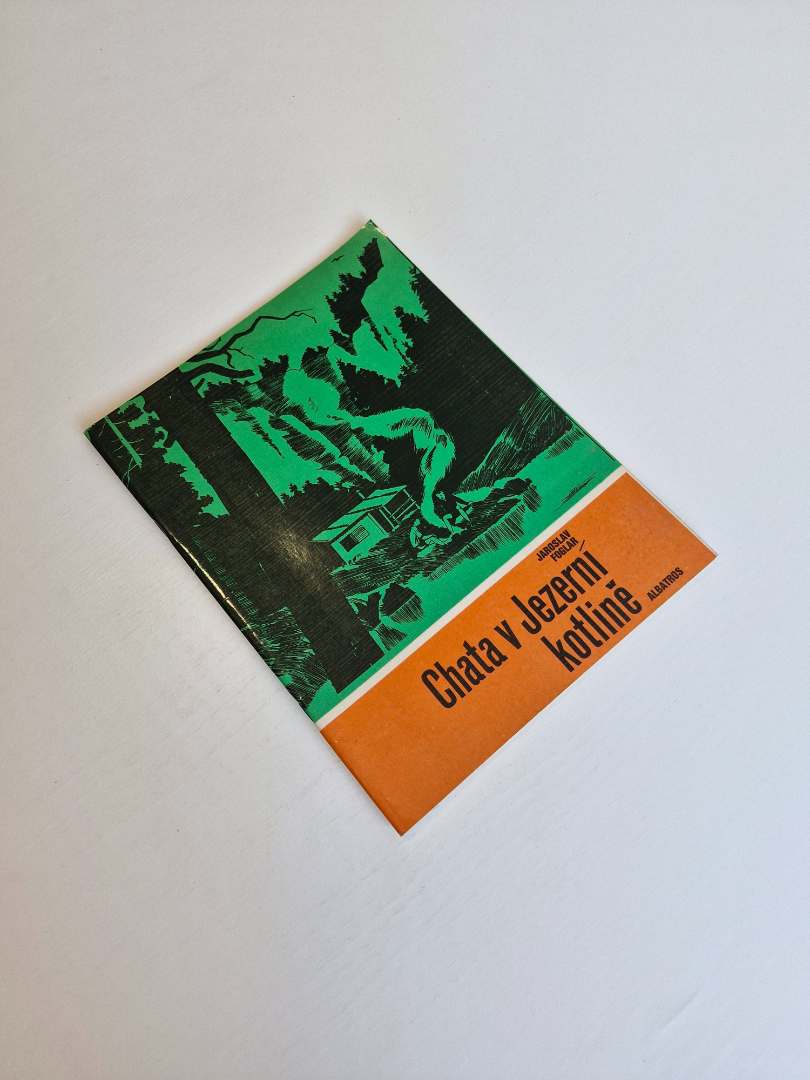 JAROSLAV
FOGLAR
Chata v Jezerní
kotlině
ALBATROS